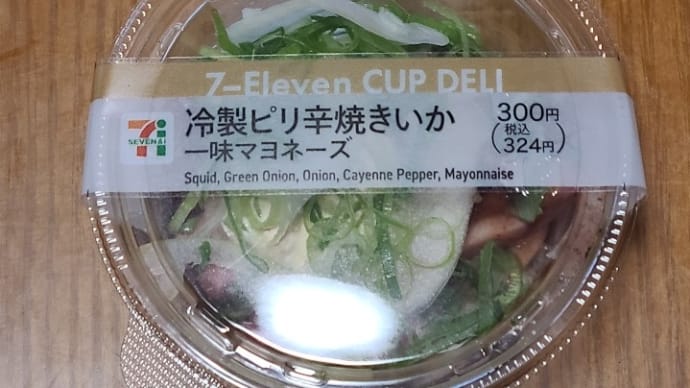 7-Eleven CUP DELI
冷製ピリ辛焼きいか
一味マヨネーズ
300円
(税込
324円)
Squid, Green Onion, Onion, Cayenne Pepper, Mayonnaise
7
SEVEN&i